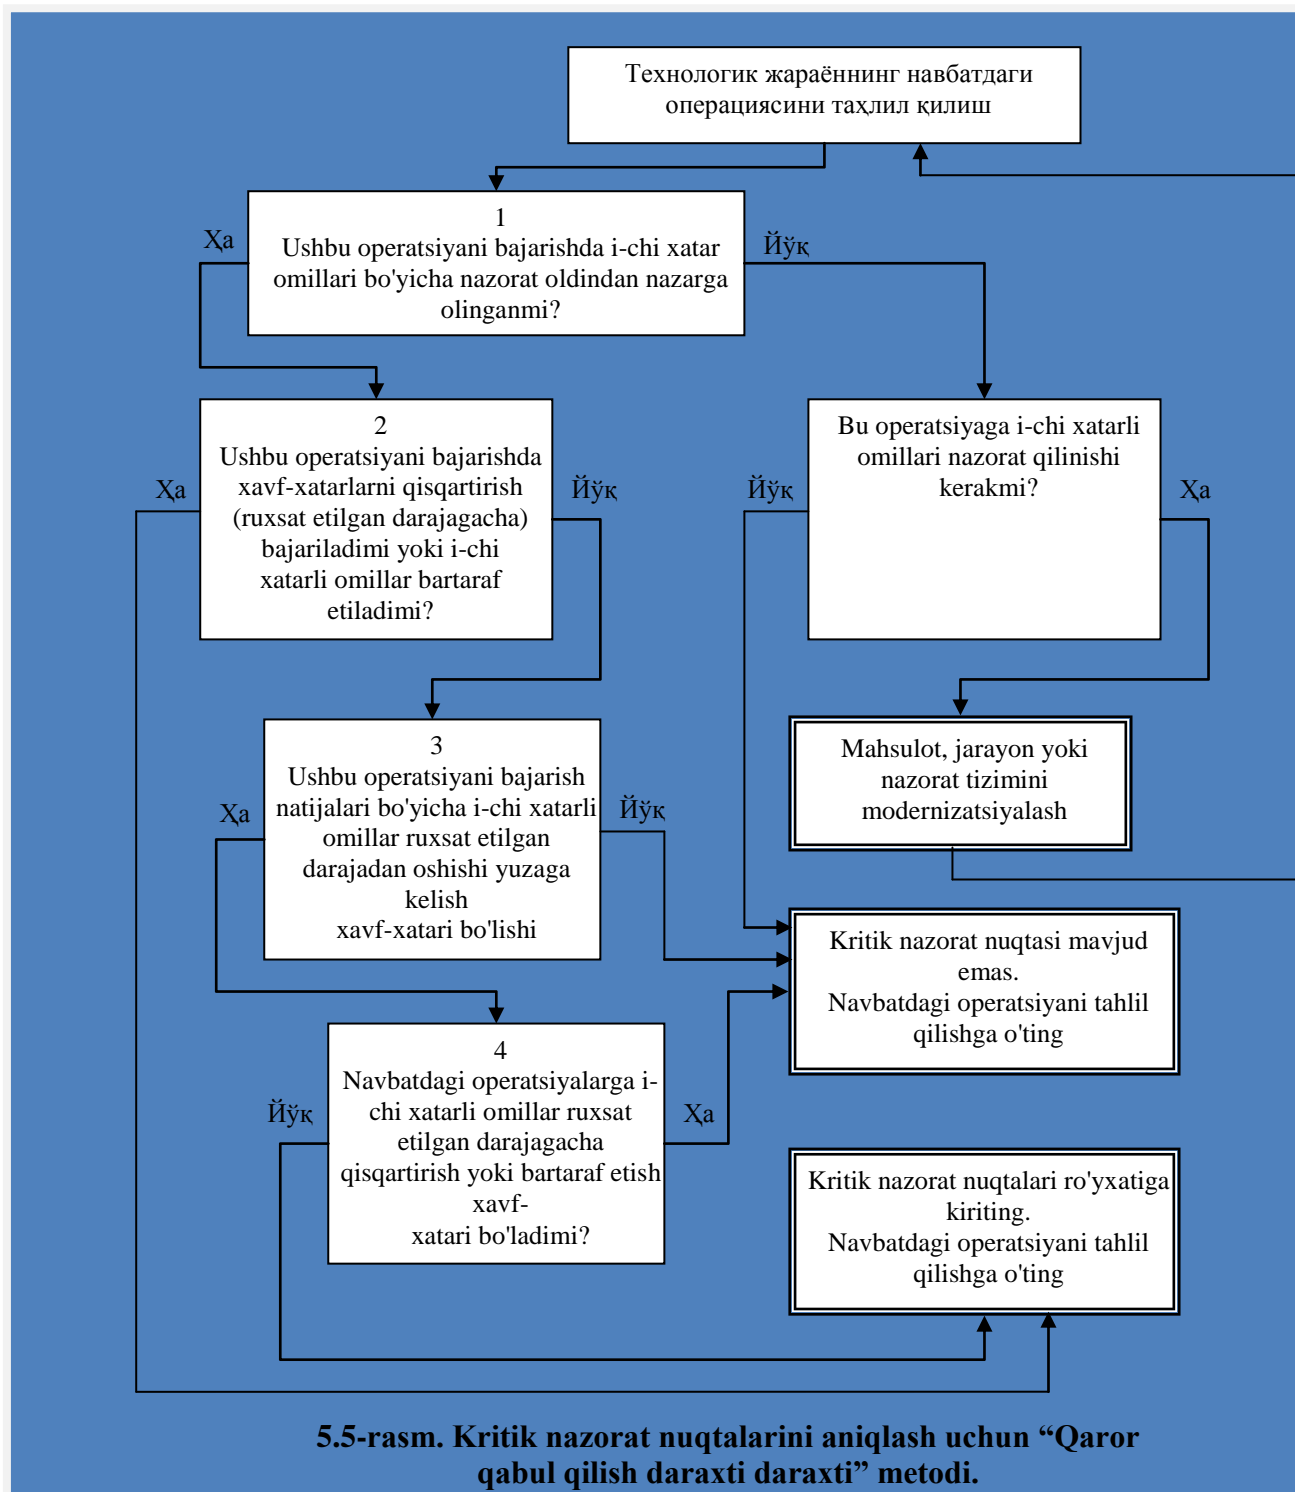 Технологик жараённинг навбатдаги
операциясини таҳлил қилиш
1
Ushbu operatsiyani bajarishda i-chi xatar
omillari bo'yicha nazorat oldindan nazarga
olinganmi?
Ҳа
Йўқ
2
Ushbu operatsiyani bajarishda
xavf-xatarlarni qisqartirish
(ruxsat etilgan darajagacha)
bajariladimi yoki i-chi
xatarli omillar bartaraf
etiladimi?
Ҳа
Йўқ
Bu operatsiyaga i-chi xatarli
omillari nazorat qilinishi
kerakmi?
Йўқ
Ҳа
3
Ushbu operatsiyani bajarish
natijalari bo'yicha i-chi xatarli
omillar ruxsat etilgan
darajadan oshishi yuzaga
kelish
xavf-xatari bo'lishi
Ҳа
Йўқ
Mahsulot, jarayon yoki
nazorat tizimini
modernizatsiyalash
Kritik nazorat nuqtasi mavjud
emas.
Navbatdagi operatsiyani tahlil
qilishga o'ting
4
Navbatdagi operatsiyalarga i-
chi xatarli omillar ruxsat
etilgan darajagacha
qisqartirish yoki bartaraf etish
xavf-
xatari bo'ladimi?
Йўқ
Ҳа
Kritik nazorat nuqtalari ro'yxatiga
kiriting.
Navbatdagi operatsiyani tahlil
qilishga o'ting
5.5-rasm. Kritik nazorat nuqtalarini aniqlash uchun “Qaror
qabul qilish daraxti daraxti” metodi.